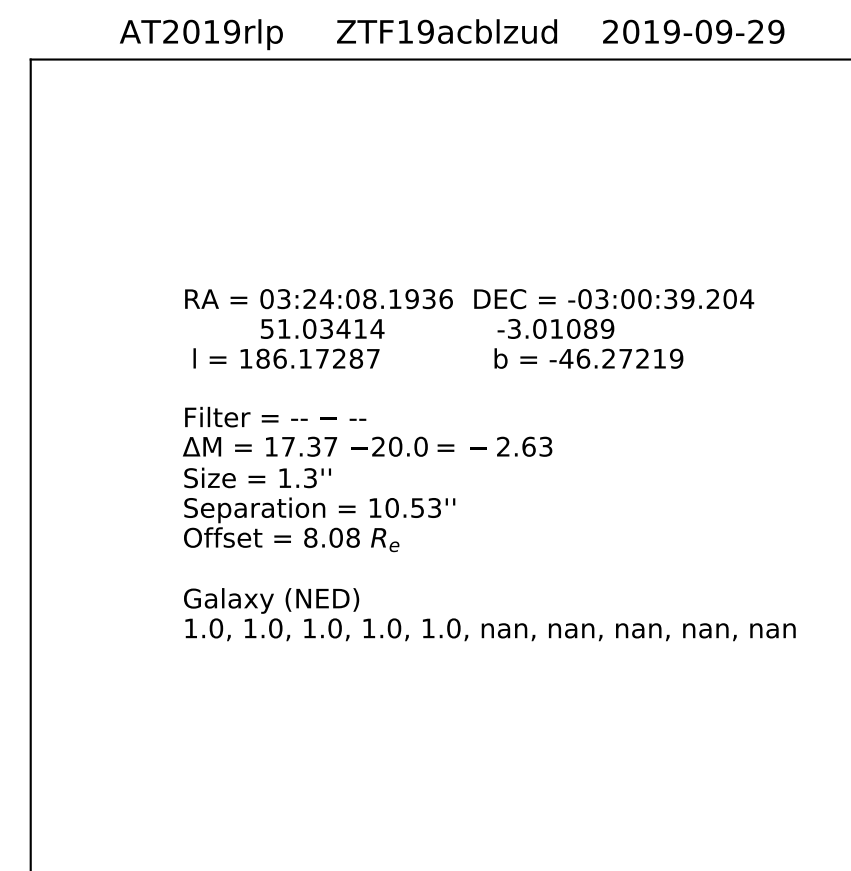 AT2019rlp ZTF19acblzud 2019-09-29
RA = 03:24:08.1936 DEC = -03:00:39.204
51.03414 -3.01089
l = 186.17287 b = -46.27219
Filter = -- − --
ΔM = 17.37 −20.0 = − 2.63
Size = 1.3''
Separation = 10.53''
Offset = 8.08 Rₑ
Galaxy (NED)
1.0, 1.0, 1.0, 1.0, 1.0, nan, nan, nan, nan, nan